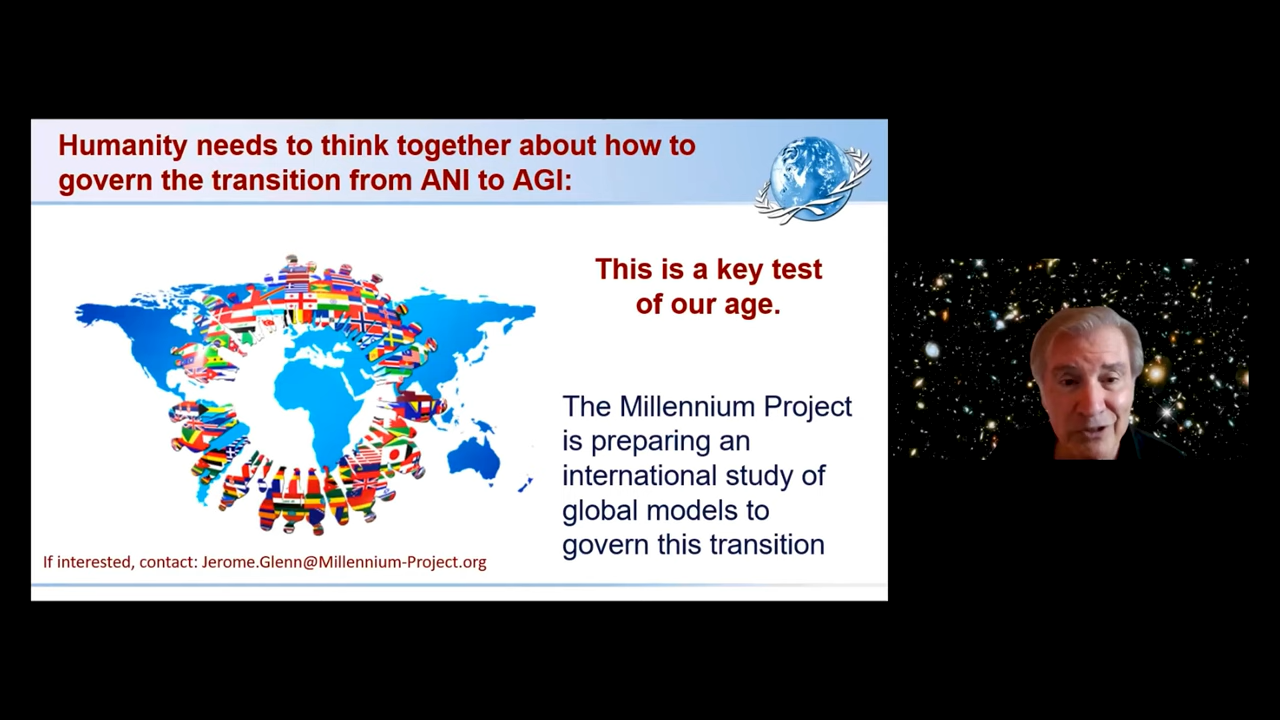 Humanity needs to think together about how to
govern the transition from ANI to AGI:
This is a key test
of our age.
The Millennium Project
is preparing an
international study of
global models to
govern this transition
If interested, contact: Jerome.Glenn@Millennium-Project.org